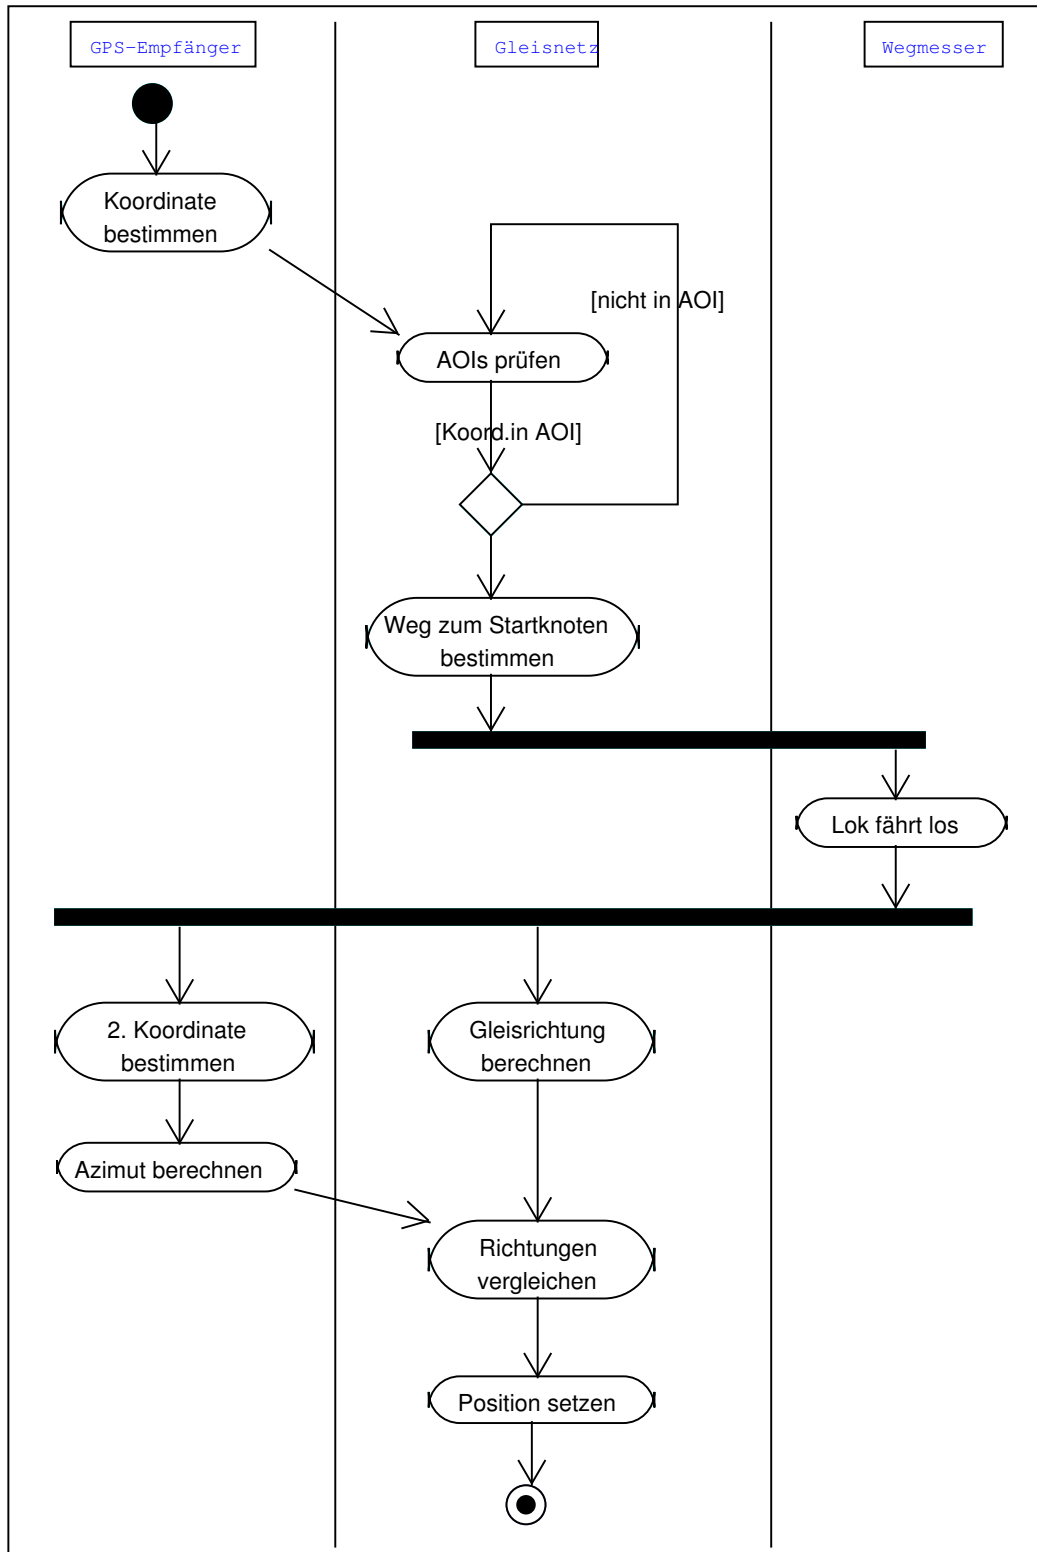 GPS-Empfänger
Gleisnetz
Wegmesser
Koordinate
bestimmen
[nicht in AOI]
AOIs prüfen
[Koord.in AOI]
Weg zum Startknoten
bestimmen
Lok fährt los
2. Koordinate
bestimmen
Gleisrichtung
berechnen
Azimut berechnen
Richtungen
vergleichen
Position setzen